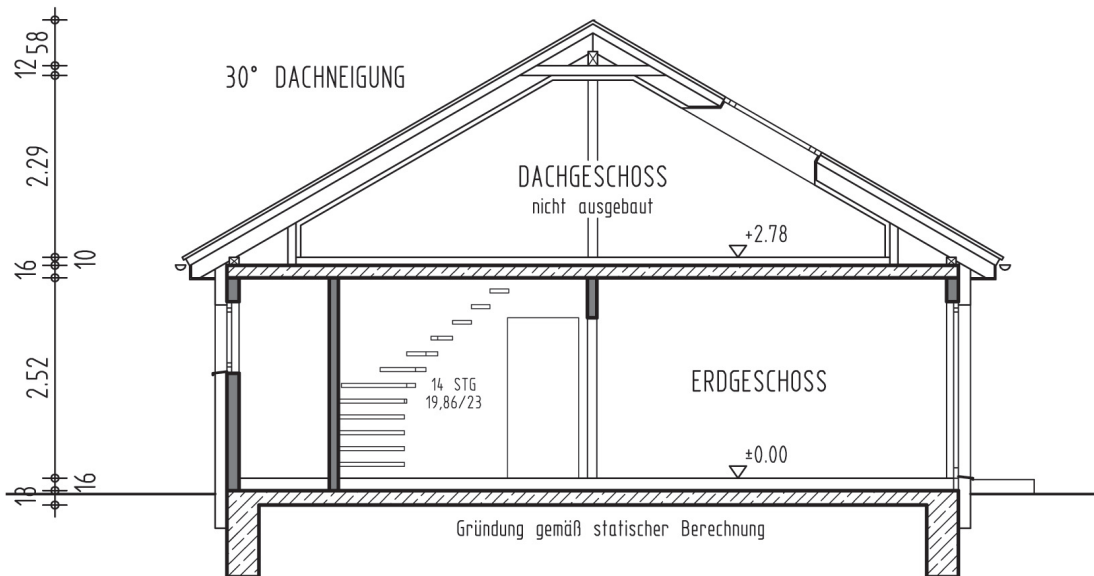 58
12
30° DACHNEIGUNG
2.29
DACHGESCHOSS
nicht ausgebaut
+2.78
10
16
2.52
14 STG
19,86/23
ERDGESCHOSS
±0.00
16
18
Gründung gemäß statischer Berechnung